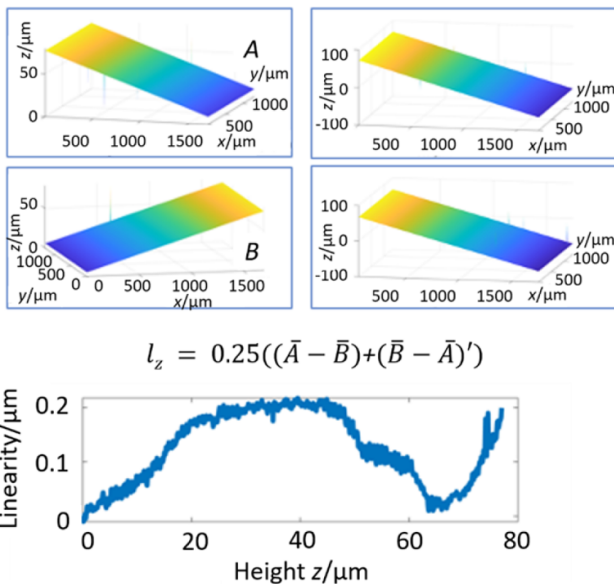 z/µm
50
0
A
y/µm
1000
500
500 1000 1500
x/µm
100
0
-100
z/µm
y/µm
1000
500
500 1000 1500
x/µm
z/µm
50
0
1000
500
0
y/µm
B
0 500 1000 1500
x/µm
100
0
-100
z/µm
y/µm
1000
500
500 1000 1500
x/µm
l_z = 0.25((Ā − B̄)+(B̄ − Ā)′)
Linearity/µm
0.2
0.1
0
0 20 40 60 80
Height z/µm